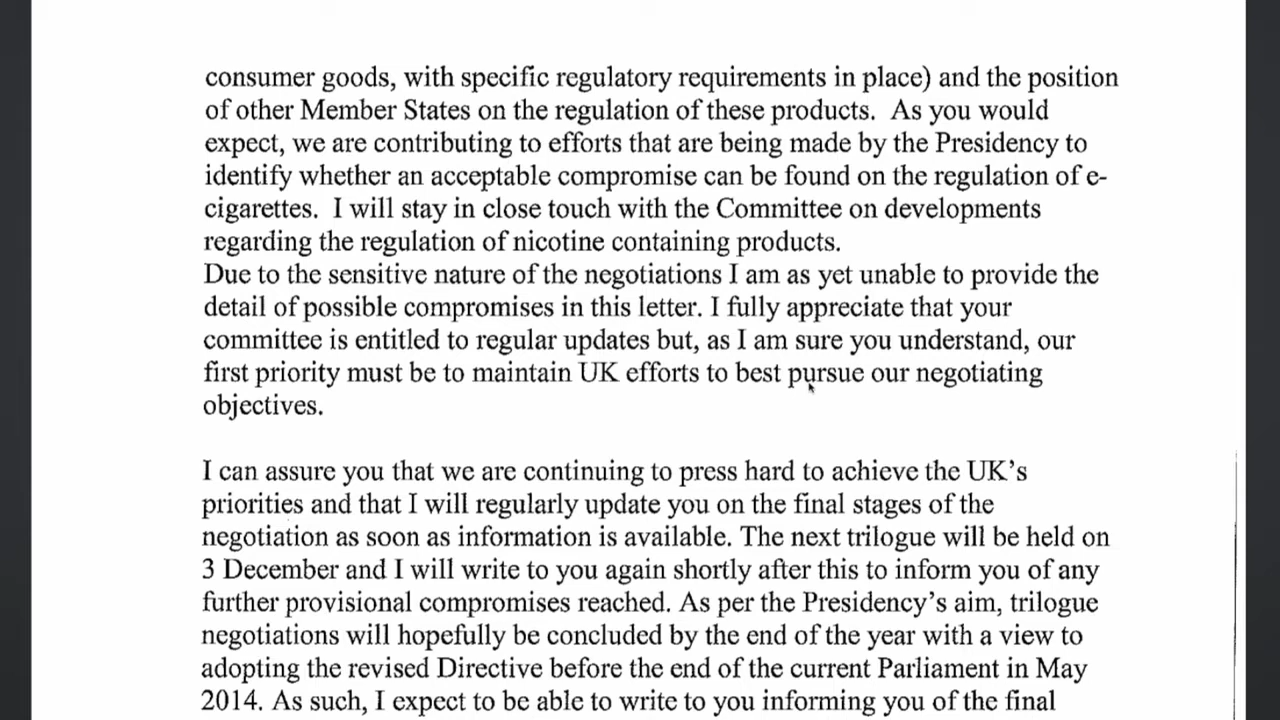 consumer goods, with specific regulatory requirements in place) and the position
of other Member States on the regulation of these products.  As you would
expect, we are contributing to efforts that are being made by the Presidency to
identify whether an acceptable compromise can be found on the regulation of e-
cigarettes.  I will stay in close touch with the Committee on developments
regarding the regulation of nicotine containing products.
Due to the sensitive nature of the negotiations I am as yet unable to provide the
detail of possible compromises in this letter. I fully appreciate that your
committee is entitled to regular updates but, as I am sure you understand, our
first priority must be to maintain UK efforts to best pursue our negotiating
objectives.
I can assure you that we are continuing to press hard to achieve the UK’s
priorities and that I will regularly update you on the final stages of the
negotiation as soon as information is available. The next trilogue will be held on
3 December and I will write to you again shortly after this to inform you of any
further provisional compromises reached. As per the Presidency’s aim, trilogue
negotiations will hopefully be concluded by the end of the year with a view to
adopting the revised Directive before the end of the current Parliament in May
2014. As such, I expect to be able to write to you informing you of the final